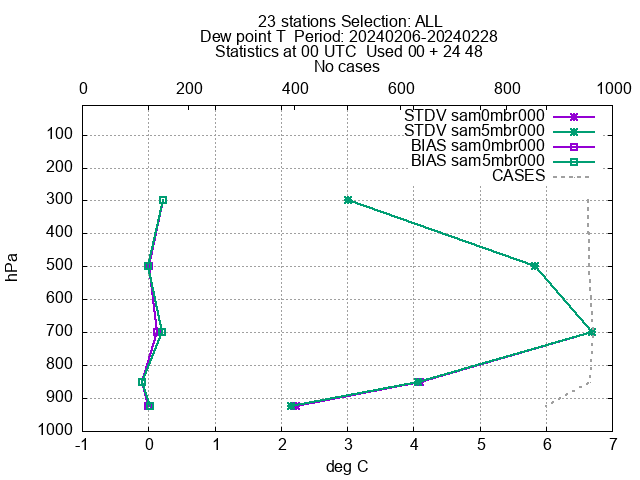 23 stations Selection: ALL
Dew point T  Period: 20240206-20240228
Statistics at 00 UTC  Used 00 + 24 48
No cases
0 200 400 600 800 1000
STDV sam0mbr000
STDV sam5mbr000
BIAS sam0mbr000
BIAS sam5mbr000
CASES
100
200
300
400
500
600
700
800
900
1000
hPa
-1 0 1 2 3 4 5 6 7
deg C